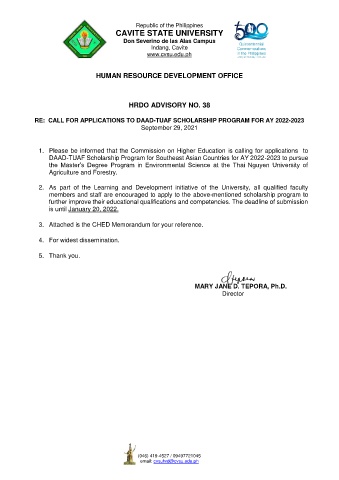 Republic of the Philippines
CAVITE STATE UNIVERSITY
Don Severino de las Alas Campus
Indang, Cavite
www.cvsu.edu.ph
500
Quincentennial
Commemorations
in the Philippines
HUMAN RESOURCE DEVELOPMENT OFFICE
HRDO ADVISORY NO. 38
RE: CALL FOR APPLICATIONS TO DAAD-TUAF SCHOLARSHIP PROGRAM FOR AY 2022-2023
September 29, 2021
1. Please be informed that the Commission on Higher Education is calling for applications to
DAAD-TUAF Scholarship Program for Southeast Asian Countries for AY 2022-2023 to pursue
the Master's Degree Program in Environmental Science at the Thai Nguyen University of
Agriculture and Forestry.
2. As part of the Learning and Development initiative of the University, all qualified faculty
members and staff are encouraged to apply to the above-mentioned scholarship program to
further improve their educational qualifications and competencies. The deadline of submission
is until January 20, 2022.
3. Attached is the CHED Memorandum for your reference.
4. For widest dissemination.
5. Thank you.
MARY JANE D. TEPORA, Ph.D.
Director
(046) 419-4527 / 09497721045